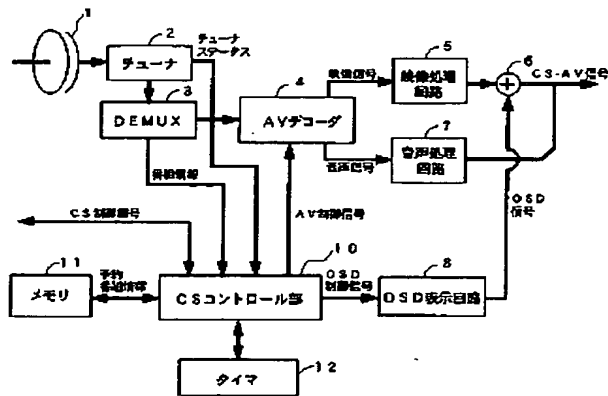 1
2
チューナ
チューナ
ステータス
3
DEMUX
4
AVデコーダ
映像信号
5
映像処理
回路
6
CS-AV信号
音声信号
7
音声処理
回路
番組情報
CS制御信号
AV制御信号
OSD
信号
10
11
メモリ
予約
番組情報
CSコントロール部
OSD
制御信号
8
OSD表示回路
12
タイマ